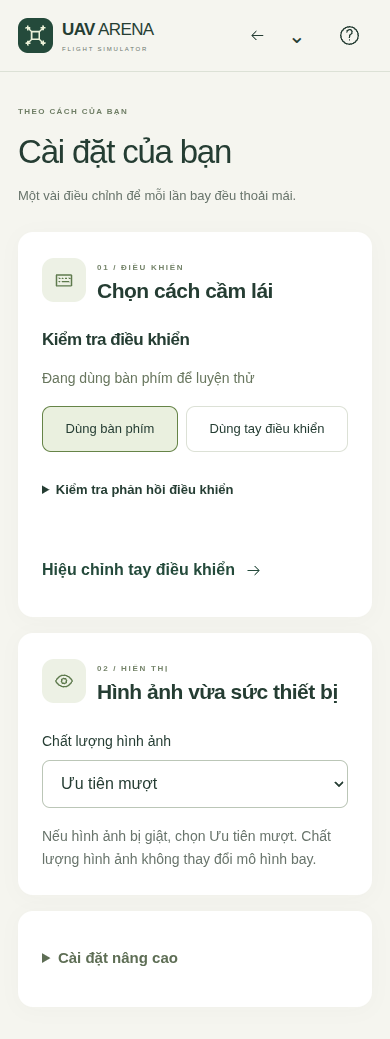 UAV ARENA
FLIGHT SIMULATOR
THEO CÁCH CỦA BẠN
Cài đặt của bạn
Một vài điều chỉnh để mỗi lần bay đều thoải mái.
01 / ĐIỀU KHIỂN
Chọn cách cầm lái
Kiểm tra điều khiển
Đang dùng bàn phím để luyện thử
Dùng bàn phím
Dùng tay điều khiển
Kiểm tra phản hồi điều khiển
Hiệu chỉnh tay điều khiển
02 / HIỂN THỊ
Hình ảnh vừa sức thiết bị
Chất lượng hình ảnh
Ưu tiên mượt
Nếu hình ảnh bị giật, chọn Ưu tiên mượt. Chất
lượng hình ảnh không thay đổi mô hình bay.
Cài đặt nâng cao